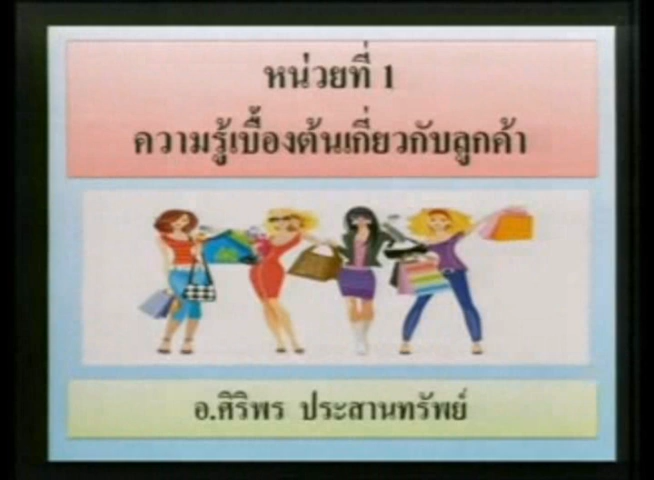 หน่วยที่ 1
ความรู้เบื้องต้นเกี่ยวกับลูกค้า
อ.ศิริพร ประสานทรัพย์